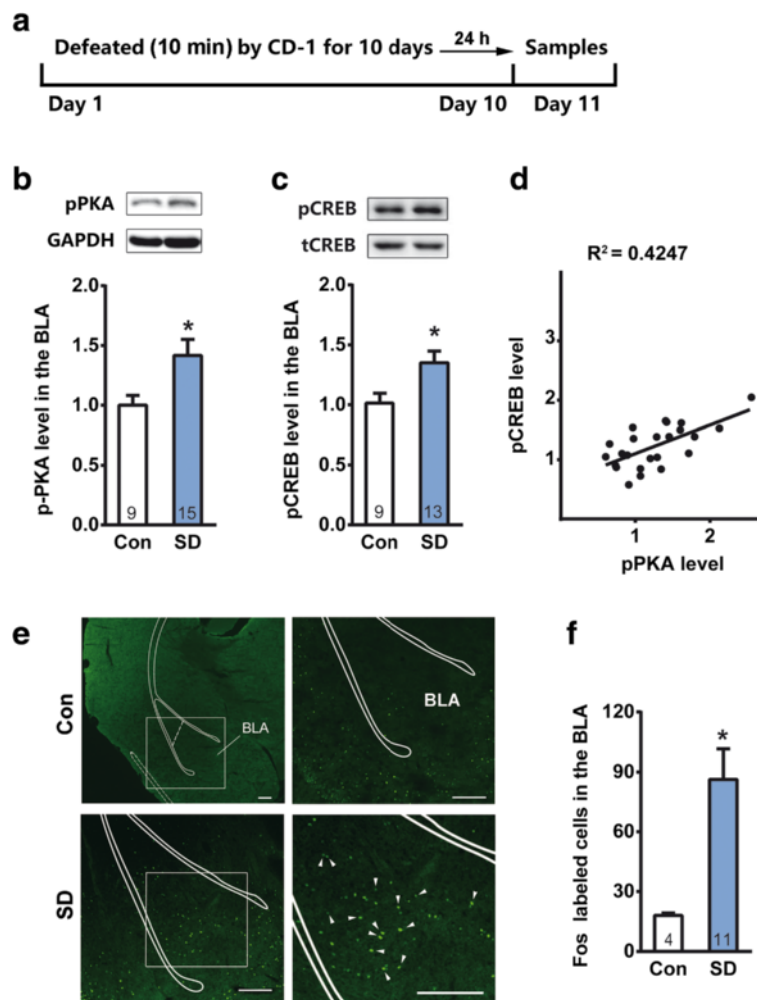 a
Defeated (10 min) by CD-1 for 10 days
24 h
Samples
Day 1
Day 10
Day 11
b
pPKA
GAPDH
p-PKA level in the BLA
2.0
1.5
1.0
0.5
0.0
*
9
15
Con
SD
c
pCREB
tCREB
pCREB level in the BLA
2.0
1.5
1.0
0.5
0.0
*
9
13
Con
SD
d
R² = 0.4247
pCREB level
3
2
1
1
2
pPKA level
e
Con
BLA
BLA
SD
f
Fos labeled cells in the BLA
120
90
60
30
0
*
4
11
Con
SD